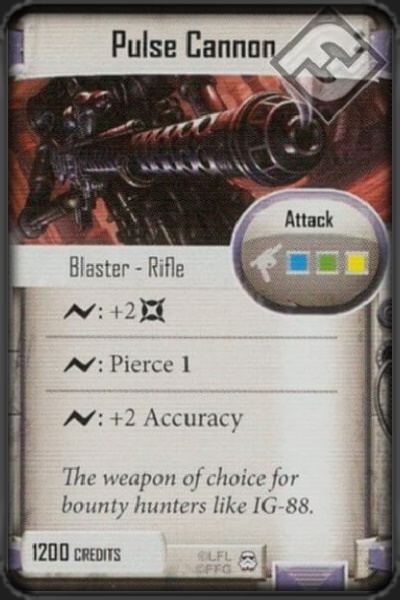 Pulse Cannon
Attack
Blaster - Rifle
: +2
: Pierce 1
: +2 Accuracy
The weapon of choice for
bounty hunters like IG-88.
1200 CREDITS
©LFL
©FFG